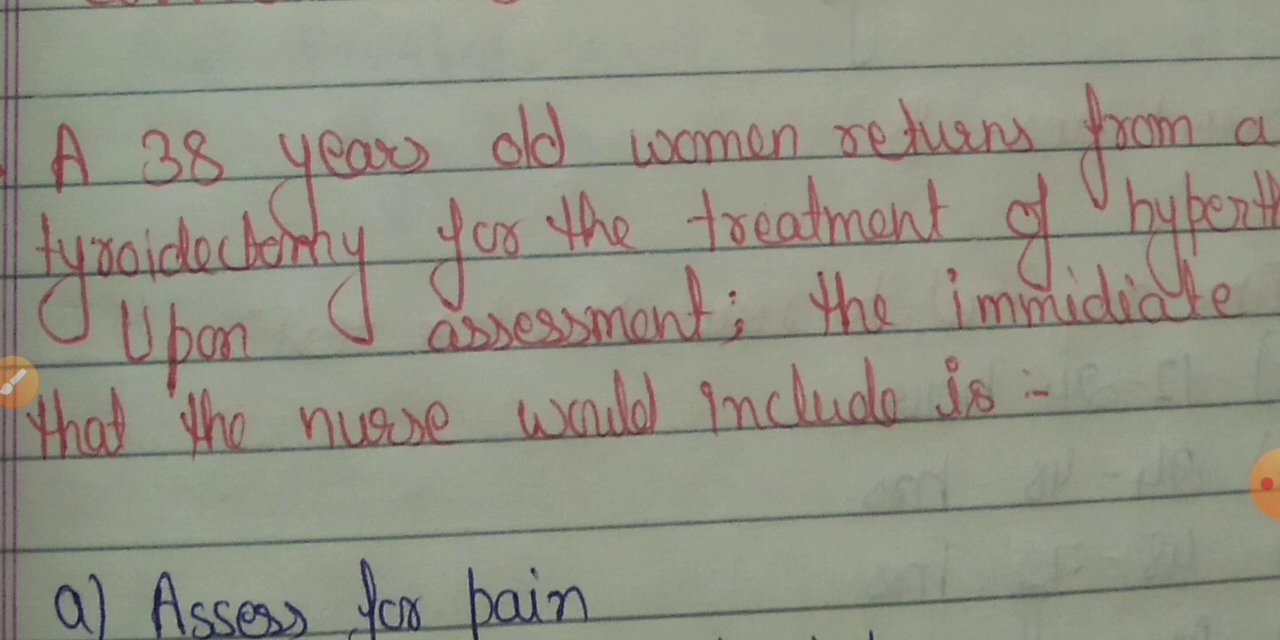 A 38 years old women returns from a
tyroidectomy for the treatment of hyperth
Upon assessment; the immidiate
that the nurse would include is :-
a) Assess for pain